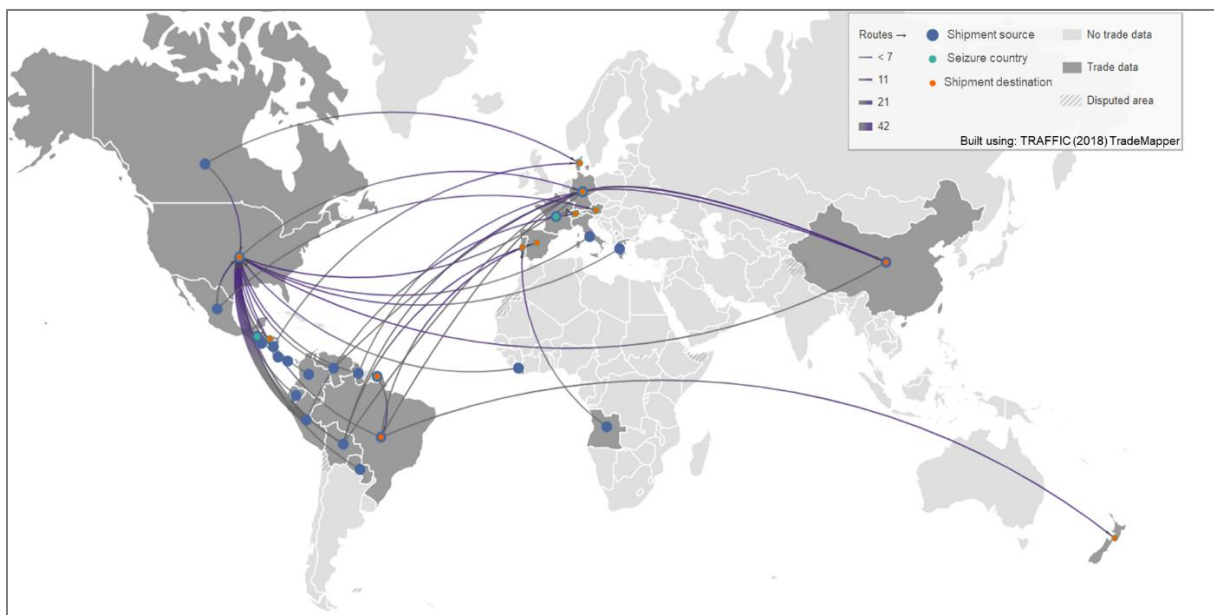 Routes →
< 7
11
21
42
Shipment source
Seizure country
Shipment destination
No trade data
Trade data
Disputed area
Built using: TRAFFIC (2018) TradeMapper